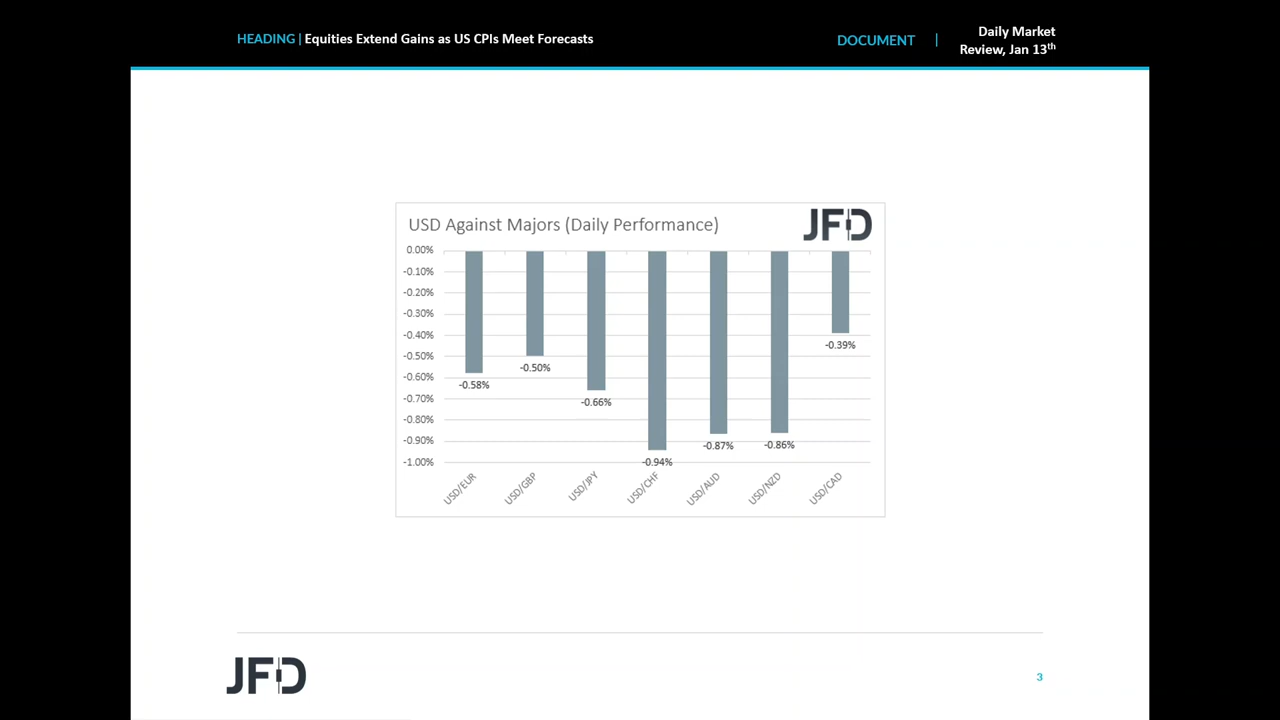 HEADING | Equities Extend Gains as US CPIs Meet Forecasts
DOCUMENT |
Daily Market
Review, Jan 13th
USD Against Majors (Daily Performance)
JFD
0.00%
-0.10%
-0.20%
-0.30%
-0.40%
-0.50%
-0.60%
-0.70%
-0.80%
-0.90%
-1.00%
-0.58%
-0.50%
-0.66%
-0.94%
-0.87%
-0.86%
-0.39%
USD/EUR
USD/GBP
USD/JPY
USD/CHF
USD/AUD
USD/NZD
USD/CAD
JFD
3